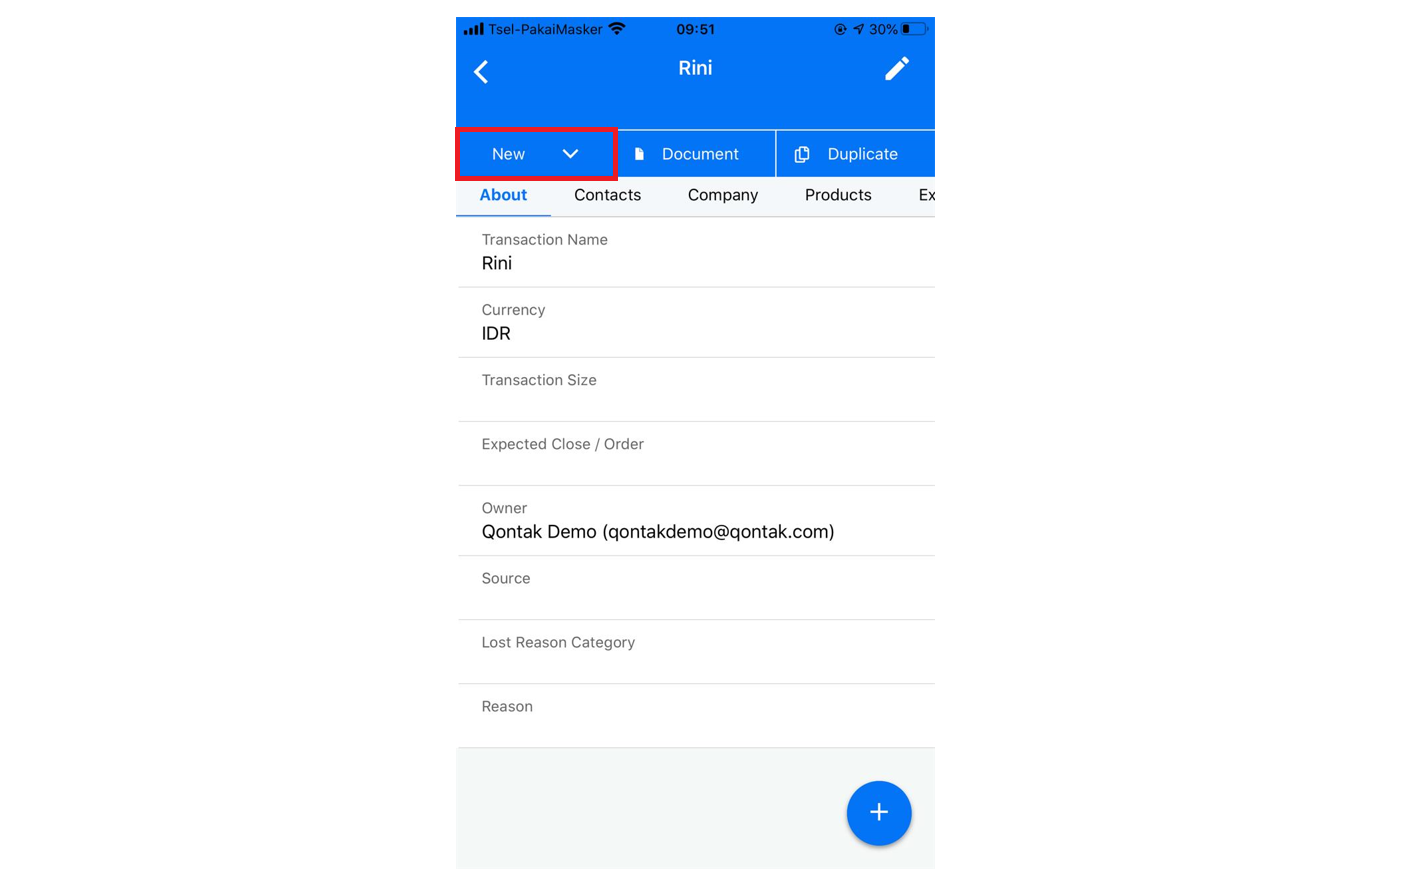 Tsel-PakaiMasker 09:51 30%
Rini
New Document Duplicate
About Contacts Company Products Ex
Transaction Name
Rini
Currency
IDR
Transaction Size
Expected Close / Order
Owner
Qontak Demo (qontakdemo@qontak.com)
Source
Lost Reason Category
Reason